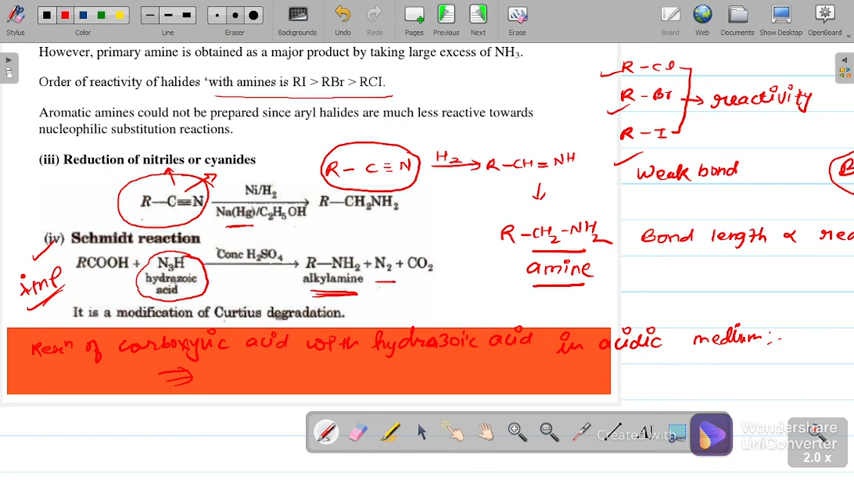 Stylus
Color
Line
Eraser
Backgrounds
Undo
Redo
Pages
Previous
Next
Erase
Board
Web
Documents
Show Desktop
OpenBoard
However, primary amine is obtained as a major product by taking large excess of NH₃.
Order of reactivity of halides ‘with amines is RI > RBr > RCI.
Aromatic amines could not be prepared since aryl halides are much less reactive towards
nucleophilic substitution reactions.
R - Cl
R - Br → reactivity
R - I
Weak bond
(iii) Reduction of nitriles or cyanides
R - C≡N H₂ → R - CH = NH
R—C≡N Ni/H₂ Na(Hg)/C₂H₅OH → R—CH₂NH₂
↓
R - CH₂ - NH₂
amine
Bond length ∝ rea
(iv) Schmidt reaction
imp
RCOOH + N₃H Conc H₂SO₄ → R—NH₂ + N₂ + CO₂
hydrazoic acid
alkylamine
It is a modification of Curtius degradation.
Rexⁿ of carboxylic acid with hydrazoic acid in acidic medium :-
⇒
Created with
Wondershare
UniConverter
2.0 x